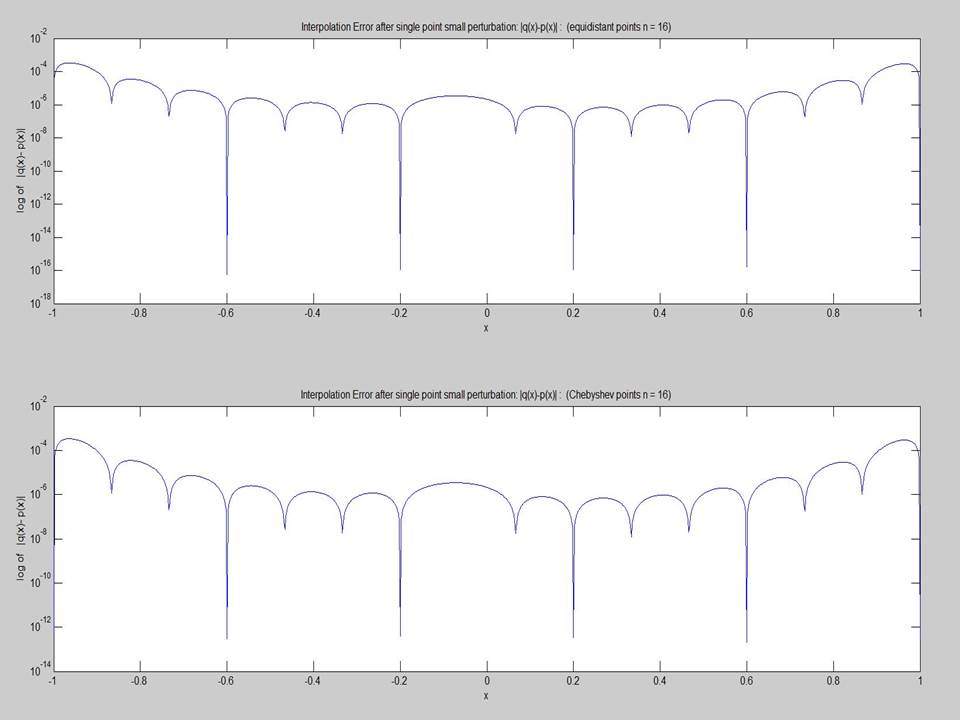 Interpolation Error after single point small perturbation: |q(x)-p(x)| : (equidistant points n = 16)
10^-2
10^-4
10^-6
10^-8
10^-10
10^-12
10^-14
10^-16
10^-18
log of |q(x)- p(x)|
-1 -0.8 -0.6 -0.4 -0.2 0 0.2 0.4 0.6 0.8 1
x
Interpolation Error after single point small perturbation: |q(x)-p(x)| : (Chebyshev points n = 16)
10^-2
10^-4
10^-6
10^-8
10^-10
10^-12
10^-14
log of |q(x)- p(x)|
-1 -0.8 -0.6 -0.4 -0.2 0 0.2 0.4 0.6 0.8 1
x